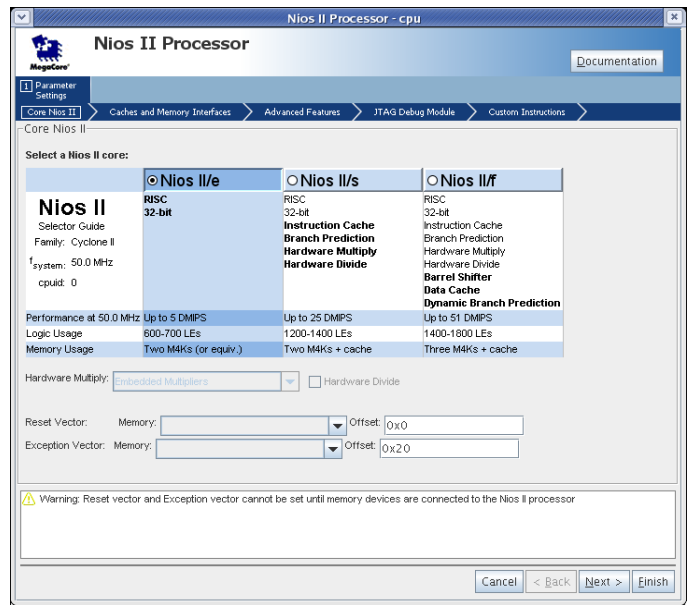 Nios II Processor - cpu
MegaCore'
Nios II Processor
Documentation
1 Parameter
Settings
Core Nios II
Caches and Memory Interfaces
Advanced Features
JTAG Debug Module
Custom Instructions
Core Nios II
Select a Nios II core:
Nios II/e
Nios II/s
Nios II/f
Nios II
Selector Guide
Family: Cyclone II
fsystem: 50.0 MHz
cpuid: 0
RISC
32-bit
RISC
32-bit
Instruction Cache
Branch Prediction
Hardware Multiply
Hardware Divide
RISC
32-bit
Instruction Cache
Branch Prediction
Hardware Multiply
Hardware Divide
Barrel Shifter
Data Cache
Dynamic Branch Prediction
Performance at 50.0 MHz Up to 5 DMIPS Up to 25 DMIPS Up to 51 DMIPS
Logic Usage 600-700 LEs 1200-1400 LEs 1400-1800 LEs
Memory Usage Two M4Ks (or equiv.) Two M4Ks + cache Three M4Ks + cache
Hardware Multiply: Embedded Multipliers Hardware Divide
Reset Vector: Memory: Offset: 0x0
Exception Vector: Memory: Offset: 0x20
Warning: Reset vector and Exception vector cannot be set until memory devices are connected to the Nios II processor
Cancel < Back Next > Finish